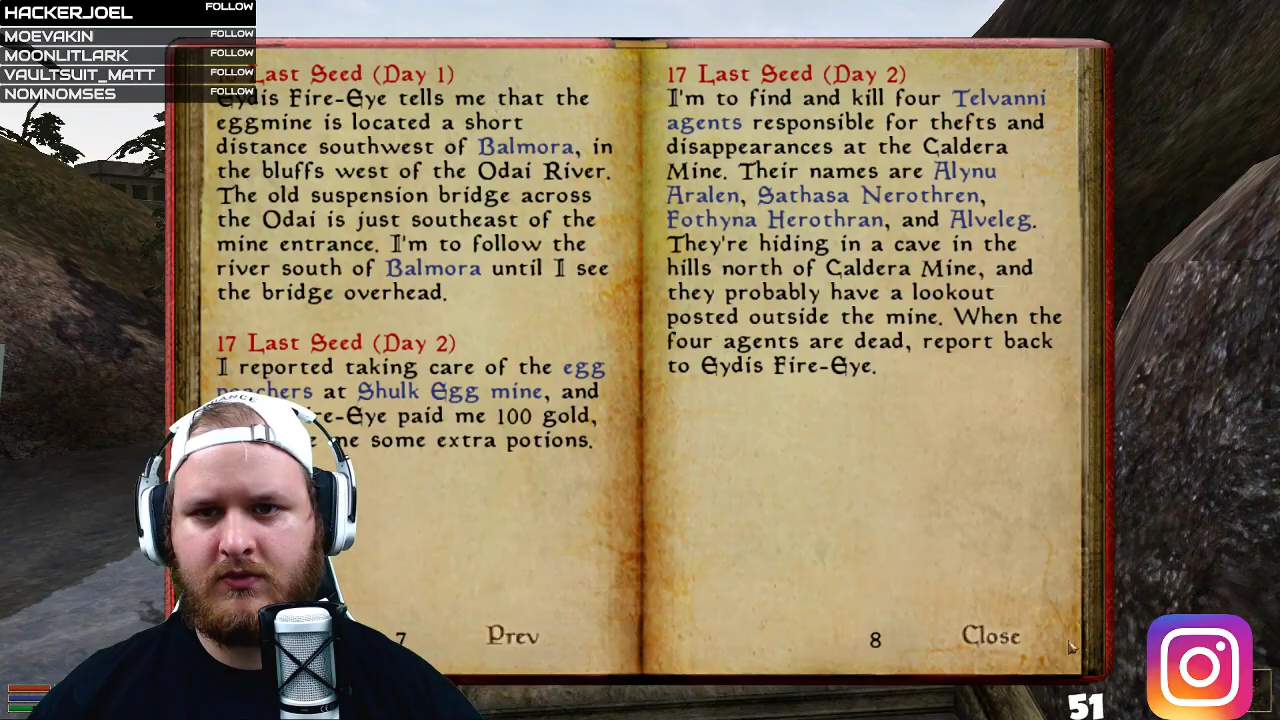 HACKERJOEL FOLLOW
MOEVAKIN FOLLOW
MOONLITLARK FOLLOW
VAULTSUIT_MATT FOLLOW
NOMNOMSES FOLLOW
Last Seed (Day 1)
Eydis Fire-Eye tells me that the
eggmine is located a short
distance southwest of Balmora, in
the bluffs west of the Odai River.
The old suspension bridge across
the Odai is just southeast of the
mine entrance. I'm to follow the
river south of Balmora until I see
the bridge overhead.
17 Last Seed (Day 2)
I reported taking care of the egg
poachers at Shulk Egg mine, and
re-Eye paid me 100 gold,
me some extra potions.
7
Prev
17 Last Seed (Day 2)
I'm to find and kill four Telvanni
agents responsible for thefts and
disappearances at the Caldera
Mine. Their names are Alynu
Aralen, Sathasa Nerothren,
Fothyna Herothran, and Alveleg.
They're hiding in a cave in the
hills north of Caldera Mine, and
they probably have a lookout
posted outside the mine. When the
four agents are dead, report back
to Eydis Fire-Eye.
8
Close
51